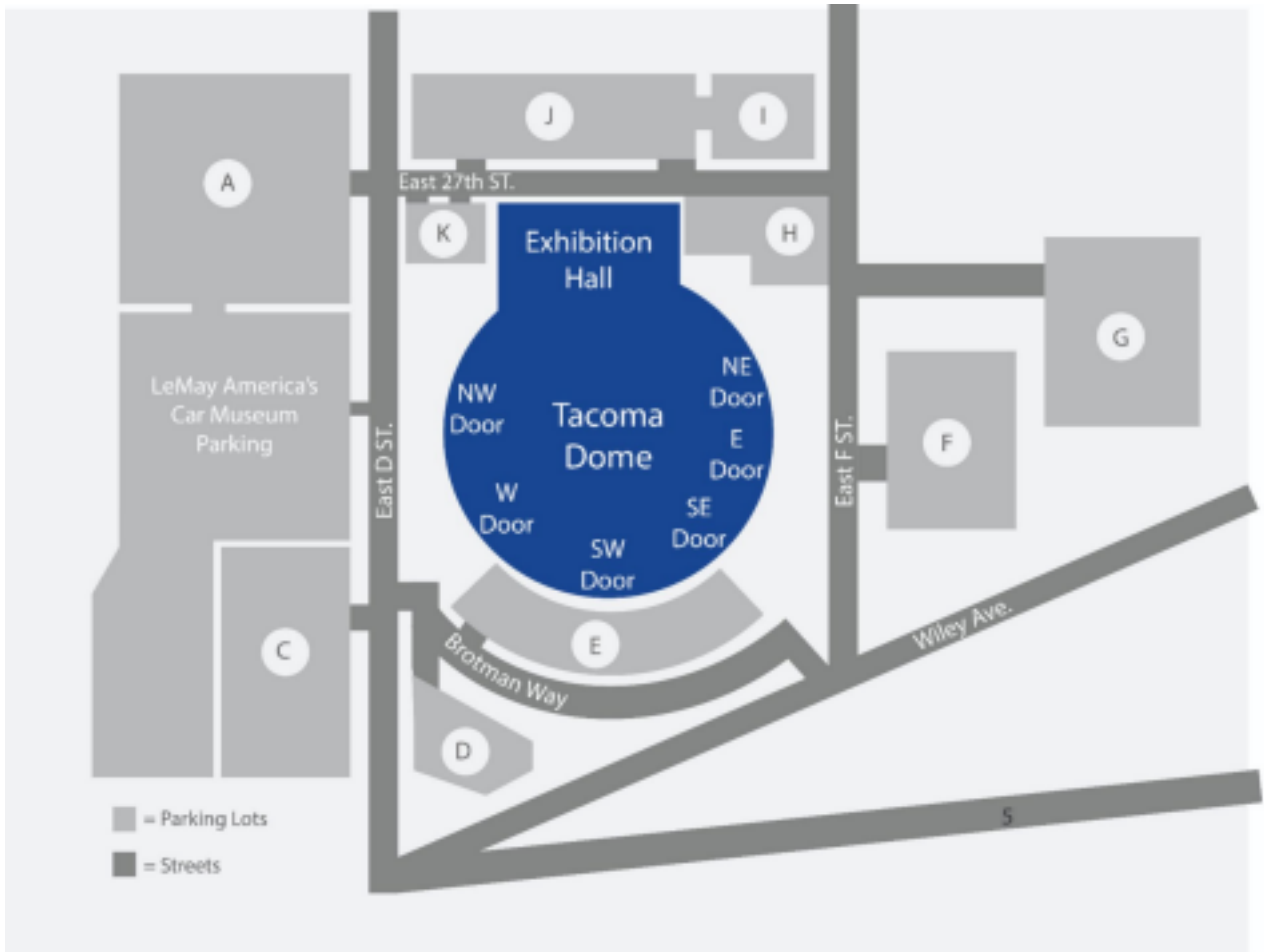 J
I
A
East 27th ST.
K
Exhibition
Hall
H
G
LeMay America's
Car Museum
Parking
NW
Door
Tacoma
Dome
NE
Door
E
Door
East D ST.
East F ST.
F
W
Door
SE
Door
SW
Door
C
E
Brotman Way
Wiley Ave.
D
5
= Parking Lots
= Streets